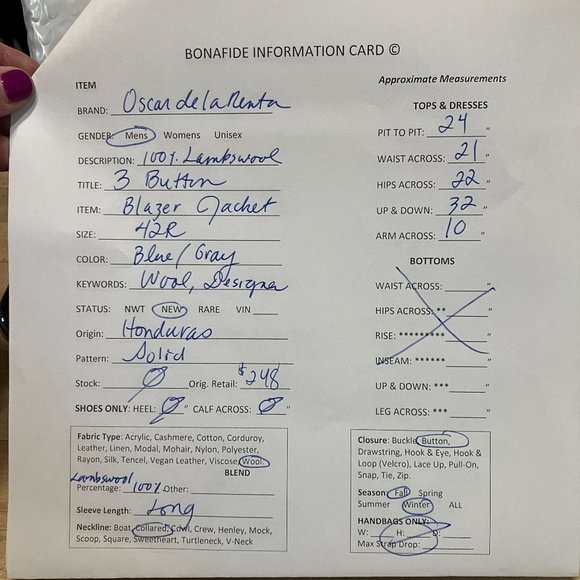 BONAFIDE INFORMATION CARD ©
ITEM
BRAND: Oscar de la Renta
GENDER: Mens Womens Unisex
DESCRIPTION: 100% Lambswool
TITLE: 3 Button
ITEM: Blazer Jacket
SIZE: 42R
COLOR: Blue/Gray
KEYWORDS: Wool, Designer
STATUS: NWT NEW RARE VIN ____
Origin: Honduras
Pattern: Solid
Stock: 0 Orig. Retail: $248
SHOES ONLY: HEEL: 0" CALF ACROSS: 0"
Fabric Type: Acrylic, Cashmere, Cotton, Corduroy,
Leather, Linen, Modal, Mohair, Nylon, Polyester,
Rayon, Silk, Tencel, Vegan Leather, Viscose, Wool.
BLEND
Lambswool
Percentage: 100% Other:
Sleeve Length: Long
Neckline: Boat, Collared, Cowl, Crew, Henley, Mock,
Scoop, Square, Sweetheart, Turtleneck, V-Neck
Approximate Measurements
TOPS & DRESSES
PIT TO PIT: 24"
WAIST ACROSS: 21"
HIPS ACROSS: 22"
UP & DOWN: 32"
ARM ACROSS: 10"
BOTTOMS
WAIST ACROSS: "
HIPS ACROSS: ** "
RISE: ********* "
INSEAM: ****** "
UP & DOWN: *** "
LEG ACROSS: *** "
Closure: Buckle, Button,
Drawstring, Hook & Eye, Hook &
Loop (Velcro), Lace Up, Pull-On,
Snap, Tie, Zip.
Season: Fall Spring
Summer Winter ALL
HANDBAGS ONLY:
W: H: D:
Max Strap Drop: